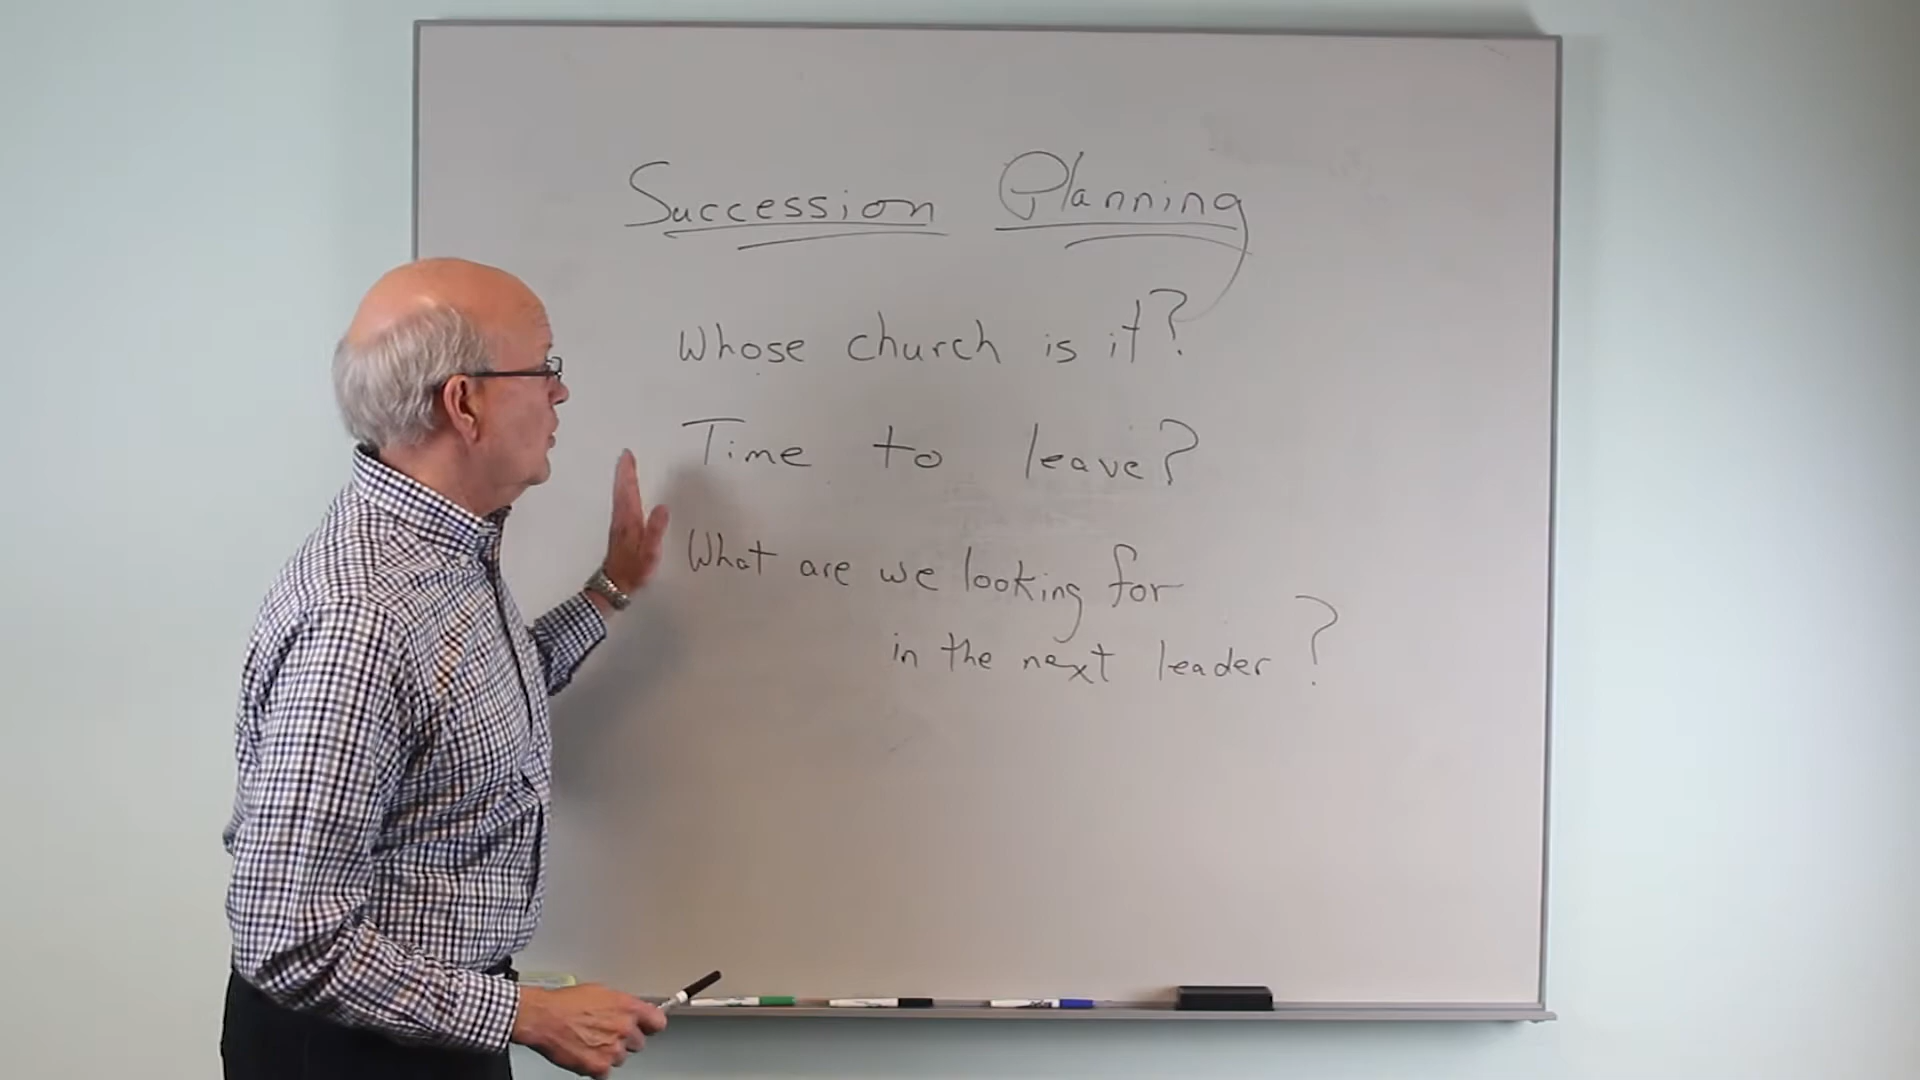 Succession Planning
Whose church is it?
Time to leave?
What are we looking for
in the next leader?